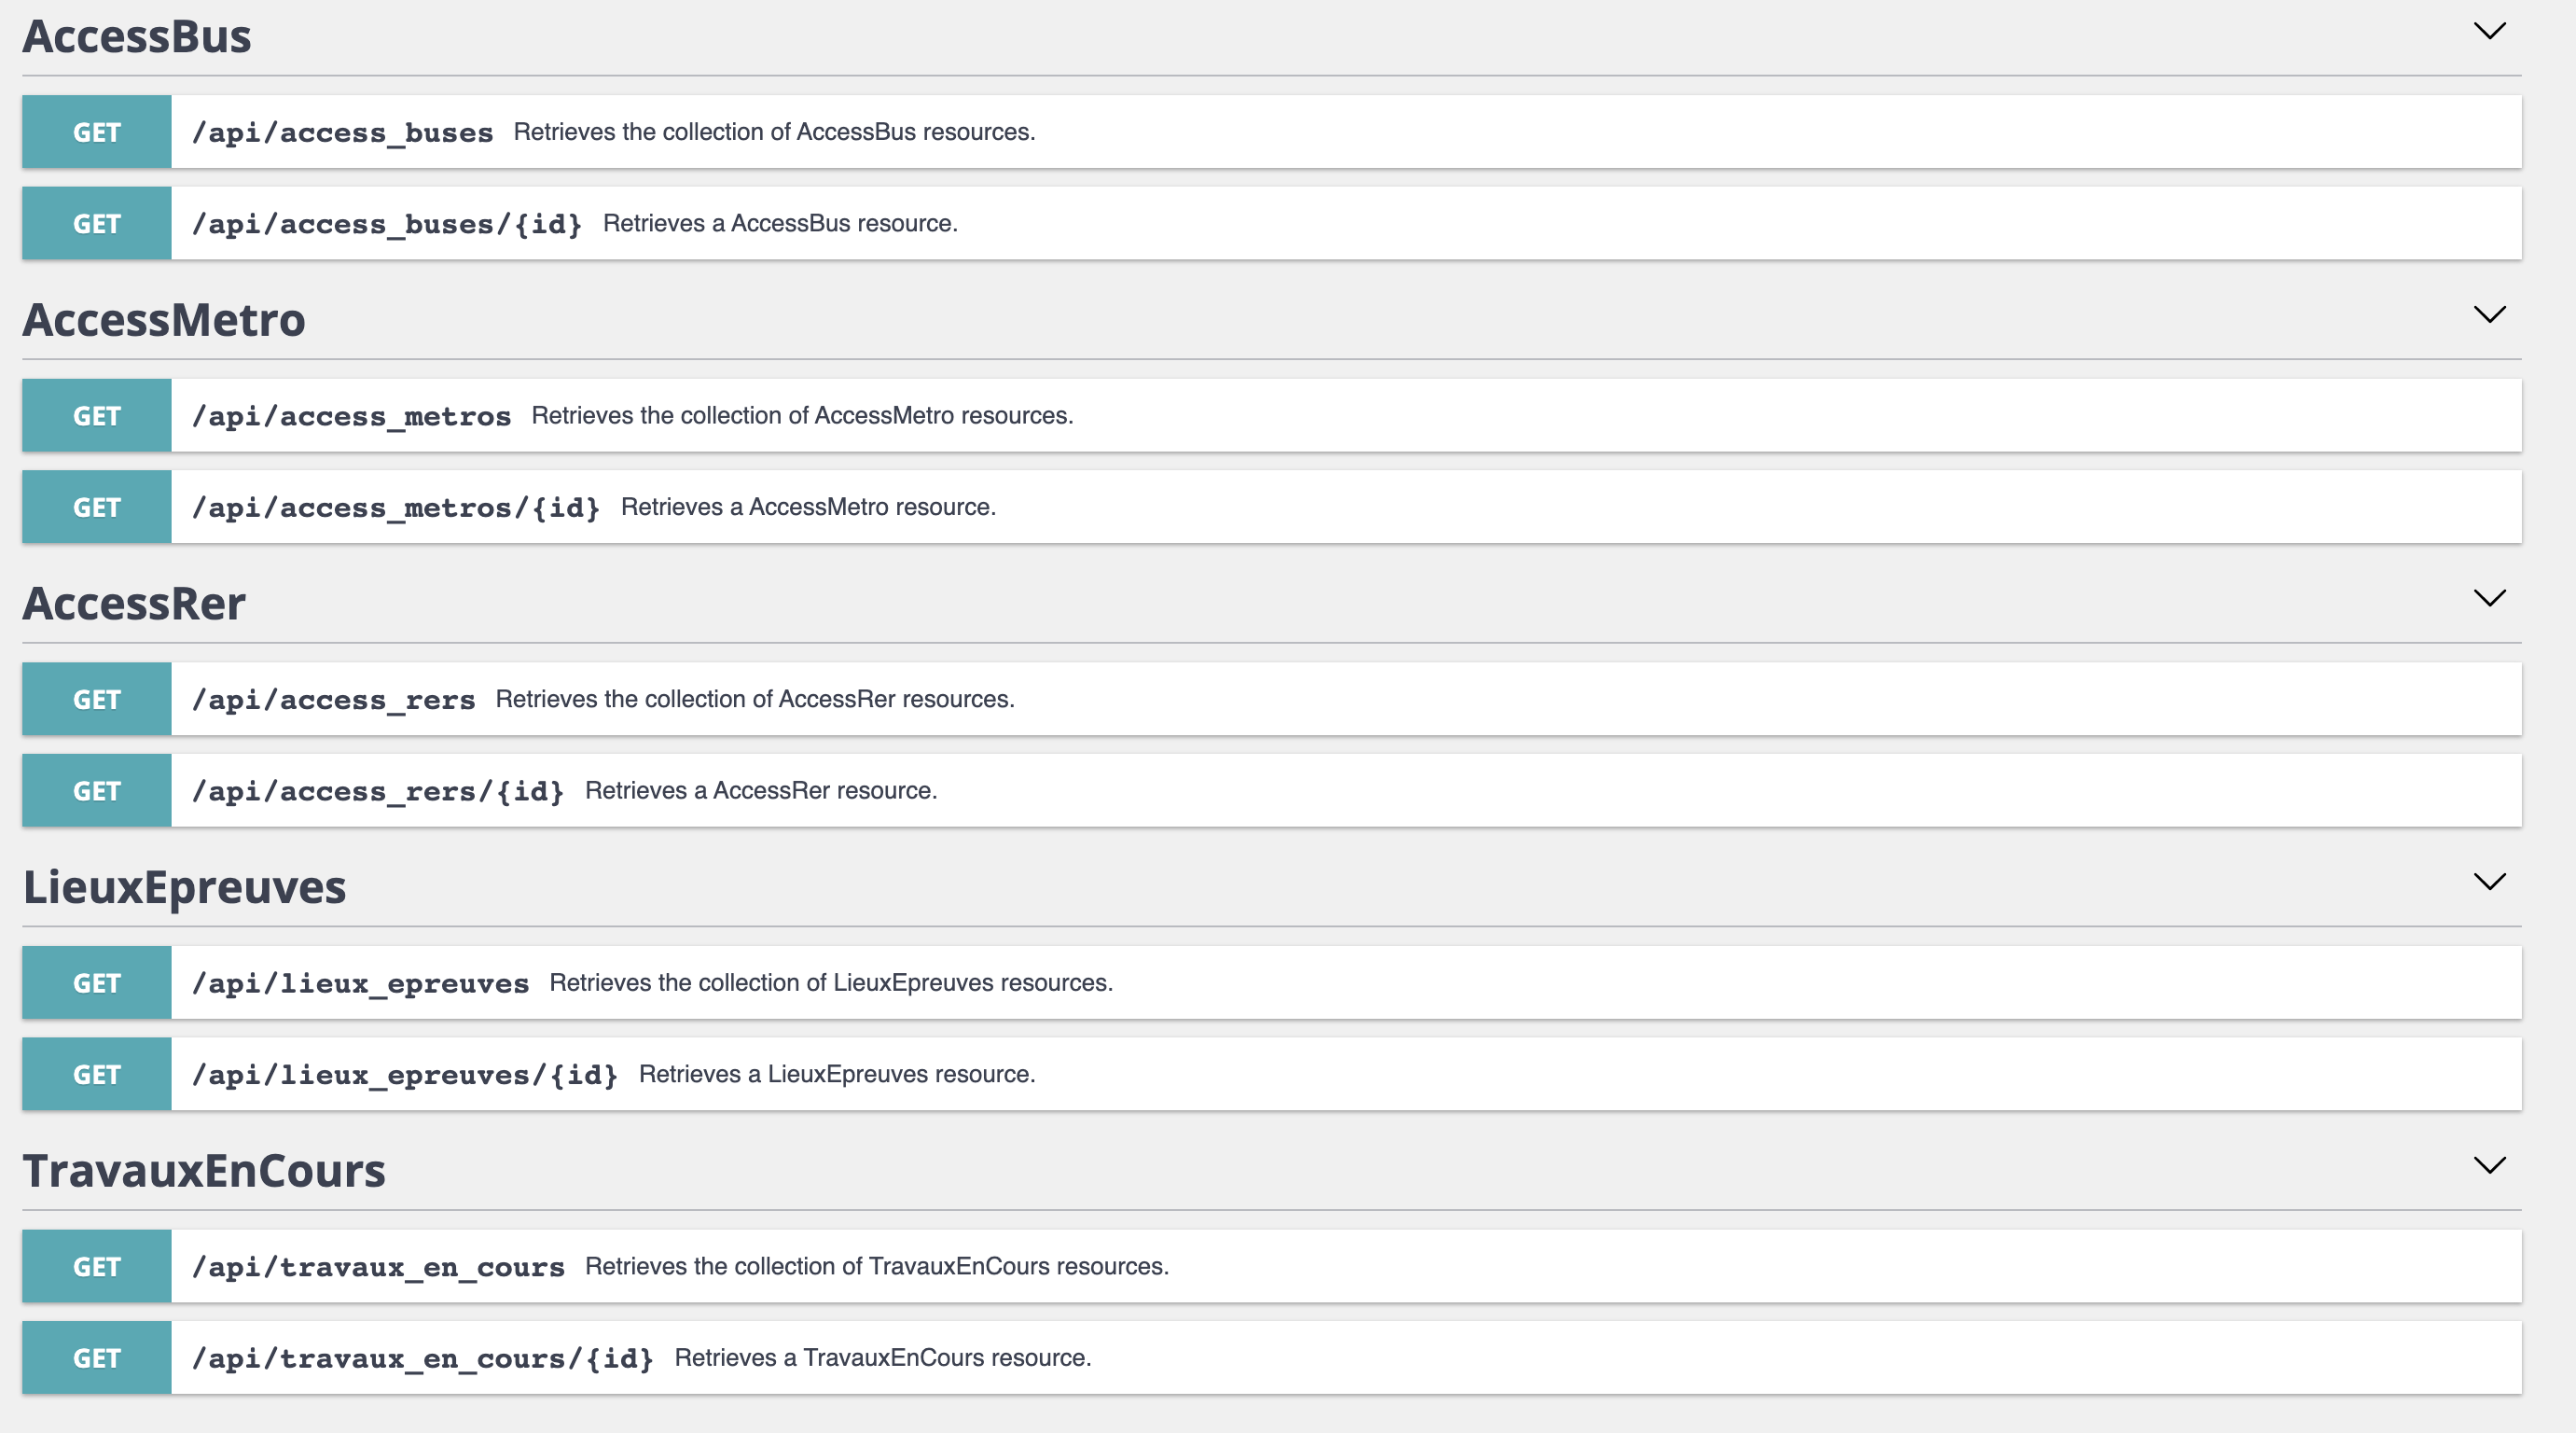 AccessBus
GET /api/access_buses Retrieves the collection of AccessBus resources.
GET /api/access_buses/{id} Retrieves a AccessBus resource.
AccessMetro
GET /api/access_metros Retrieves the collection of AccessMetro resources.
GET /api/access_metros/{id} Retrieves a AccessMetro resource.
AccessRer
GET /api/access_rers Retrieves the collection of AccessRer resources.
GET /api/access_rers/{id} Retrieves a AccessRer resource.
LieuxEpreuves
GET /api/lieux_epreuves Retrieves the collection of LieuxEpreuves resources.
GET /api/lieux_epreuves/{id} Retrieves a LieuxEpreuves resource.
TravauxEnCours
GET /api/travaux_en_cours Retrieves the collection of TravauxEnCours resources.
GET /api/travaux_en_cours/{id} Retrieves a TravauxEnCours resource.